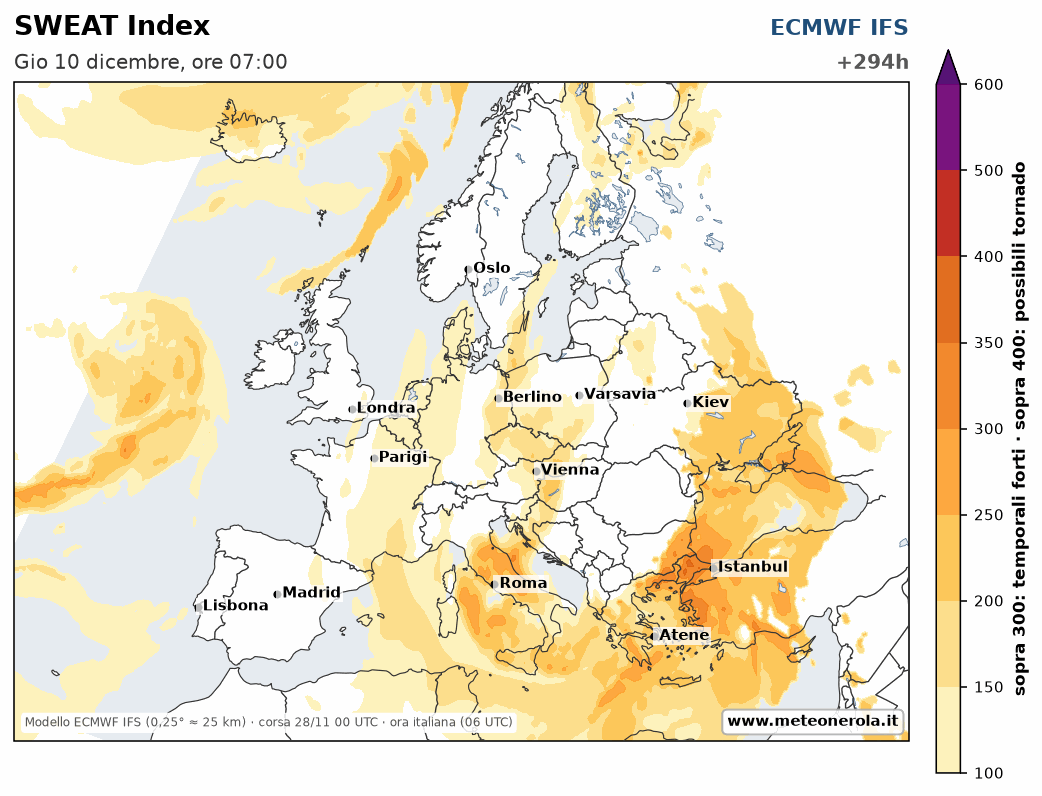 SWEAT Index
ECMWF IFS
Gio 10 dicembre, ore 07:00
+294h
600
500
400
350
300
250
200
150
100
sopra 300: temporali forti · sopra 400: possibili tornado
Oslo
Londra
Berlino
Varsavia
Kiev
Parigi
Vienna
Madrid
Lisbona
Roma
Istanbul
Atene
Modello ECMWF IFS (0,25° ≈ 25 km) · corsa 28/11 00 UTC · ora italiana (06 UTC)
www.meteonerola.it